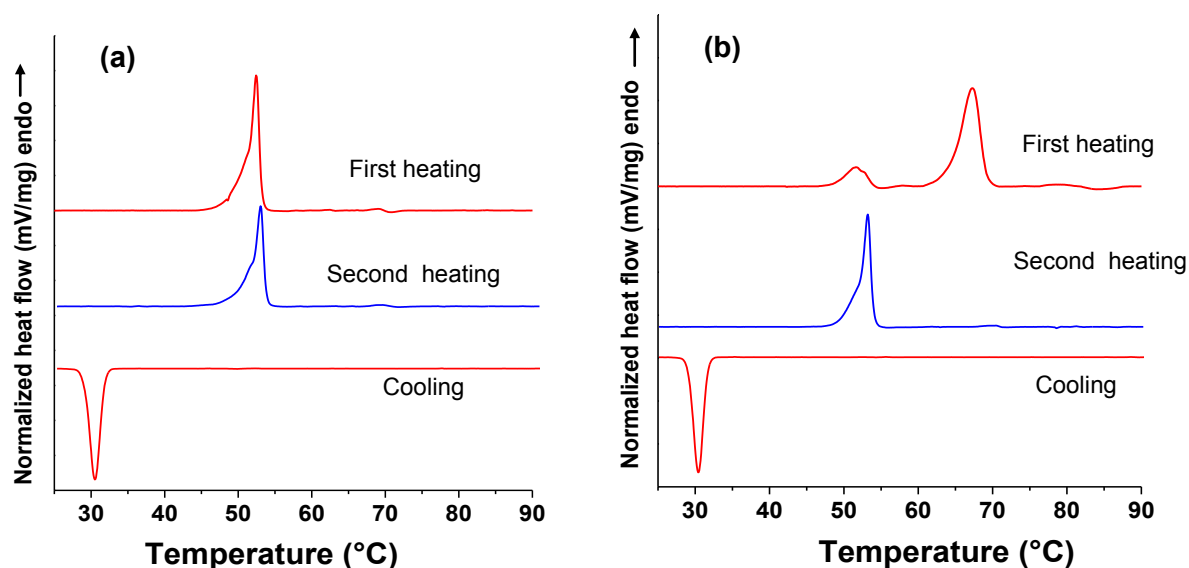 (a)
Normalized heat flow (mV/mg) endo
First heating
Second heating
Cooling
30 40 50 60 70 80 90
Temperature (°C)
(b)
Normalized heat flow (mV/mg) endo
First heating
Second heating
Cooling
30 40 50 60 70 80 90
Temperature (°C)